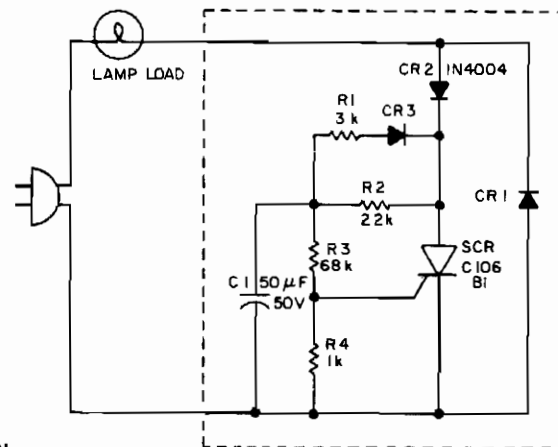 LAMP LOAD
CR2 IN4004
R1
3 k
CR3
R2
22k
CR1
R3
68k
SCR
C106
B1
C1 50µF
50V
R4
1k